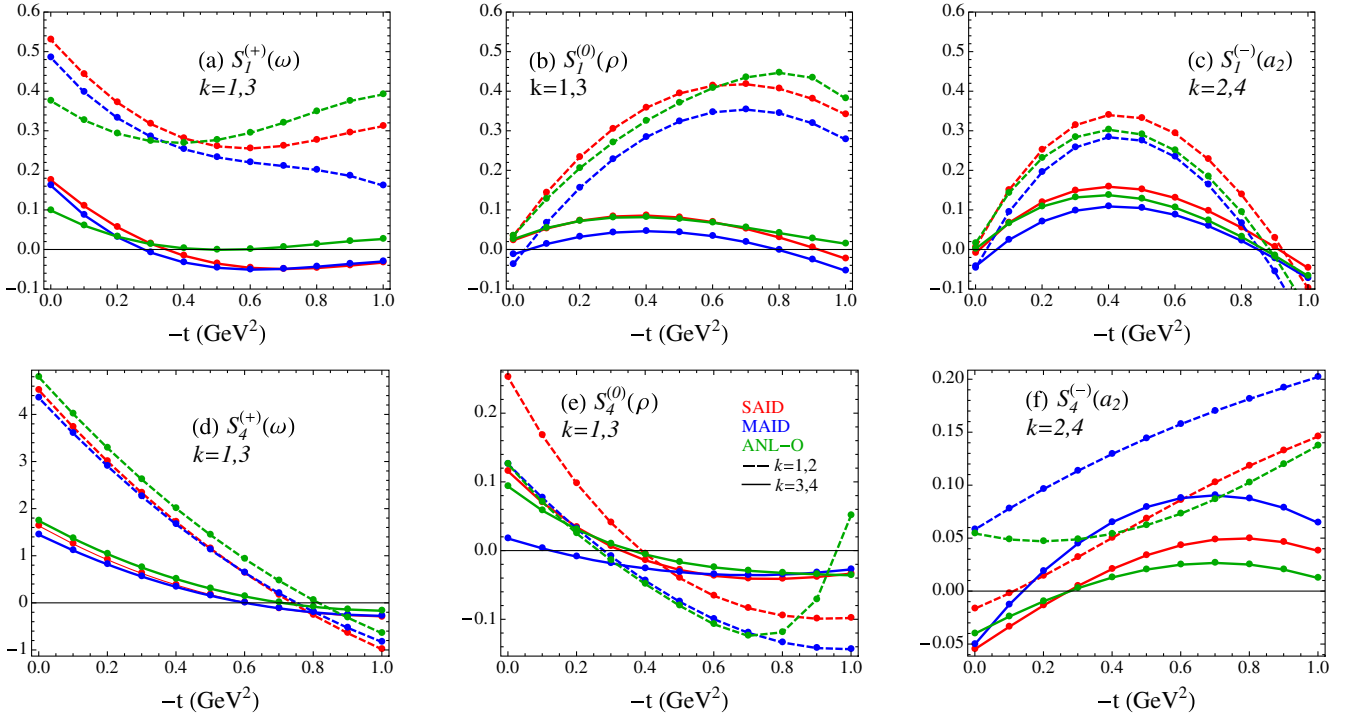 0.6
0.5
0.4
0.3
0.2
0.1
0.0
−0.1
(a) S₁⁽⁺⁾(ω)
k=1,3
0.0 0.2 0.4 0.6 0.8 1.0
−t (GeV²)
0.6
0.5
0.4
0.3
0.2
0.1
0.0
−0.1
(b) S₁⁽⁰⁾(ρ)
k=1,3
0.0 0.2 0.4 0.6 0.8 1.0
−t (GeV²)
0.6
0.5
0.4
0.3
0.2
0.1
0.0
−0.1
(c) S₁⁽⁻⁾(a₂)
k=2,4
0.0 0.2 0.4 0.6 0.8 1.0
−t (GeV²)
4
3
2
1
0
−1
(d) S₄⁽⁺⁾(ω)
k=1,3
0.0 0.2 0.4 0.6 0.8 1.0
−t (GeV²)
0.2
0.1
0.0
−0.1
(e) S₄⁽⁰⁾(ρ)
k=1,3
SAID
MAID
ANL−O
k=1,2
k=3,4
0.0 0.2 0.4 0.6 0.8 1.0
−t (GeV²)
0.20
0.15
0.10
0.05
0.00
−0.05
(f) S₄⁽⁻⁾(a₂)
k=2,4
0.0 0.2 0.4 0.6 0.8 1.0
−t (GeV²)